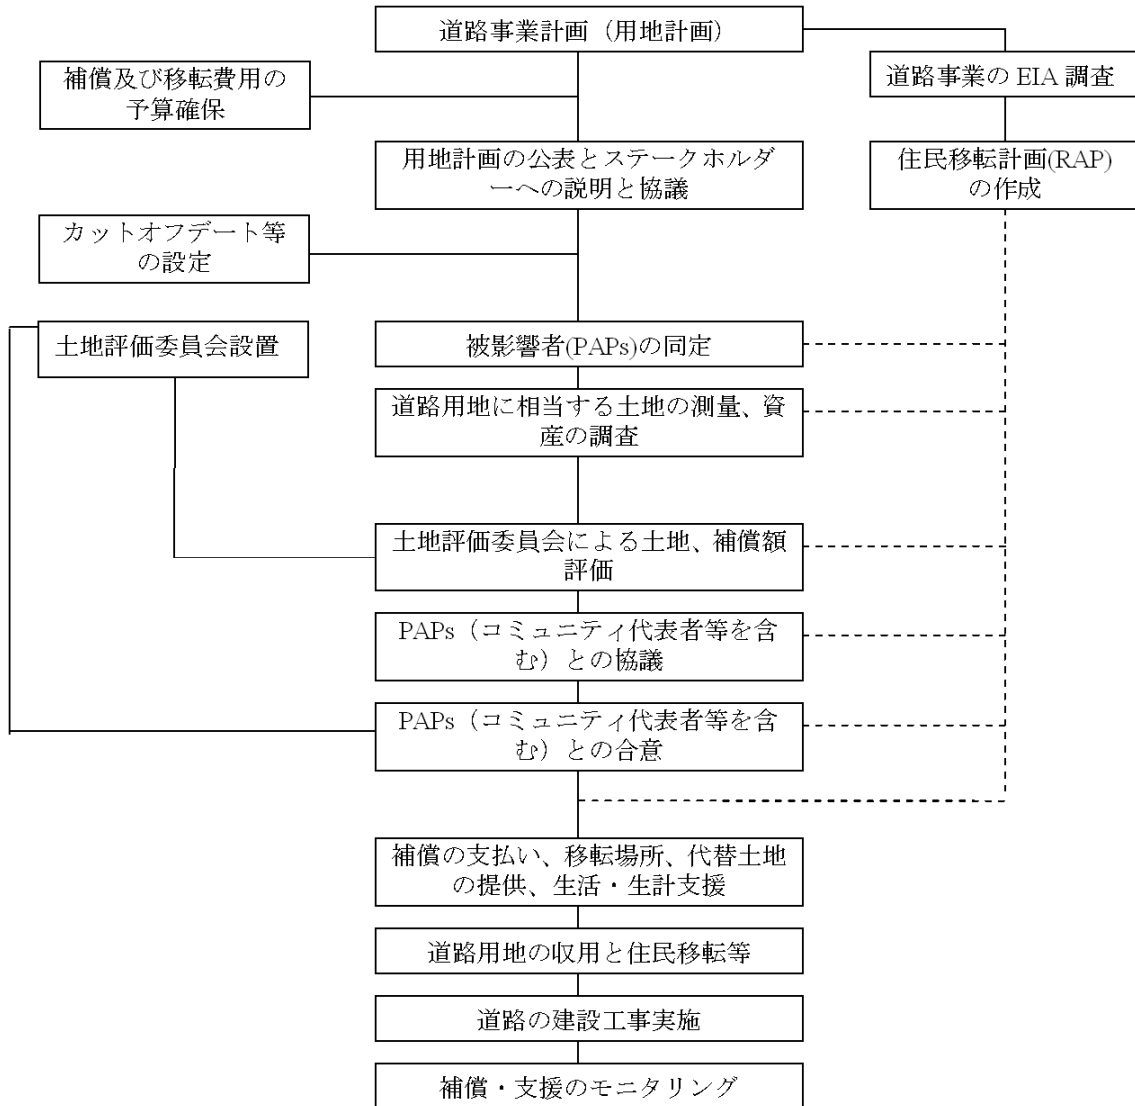 道路事業計画（用地計画）
補償及び移転費用の
予算確保
道路事業の EIA 調査
用地計画の公表とステークホルダ
ーへの説明と協議
住民移転計画(RAP)
の作成
カットオフデート等
の設定
土地評価委員会設置
被影響者(PAPs)の同定
道路用地に相当する土地の測量、資
産の調査
土地評価委員会による土地、補償額
評価
PAPs（コミュニティ代表者等を含
む）との協議
PAPs（コミュニティ代表者等を含
む）との合意
補償の支払い、移転場所、代替土地
の提供、生活・生計支援
道路用地の収用と住民移転等
道路の建設工事実施
補償・支援のモニタリング